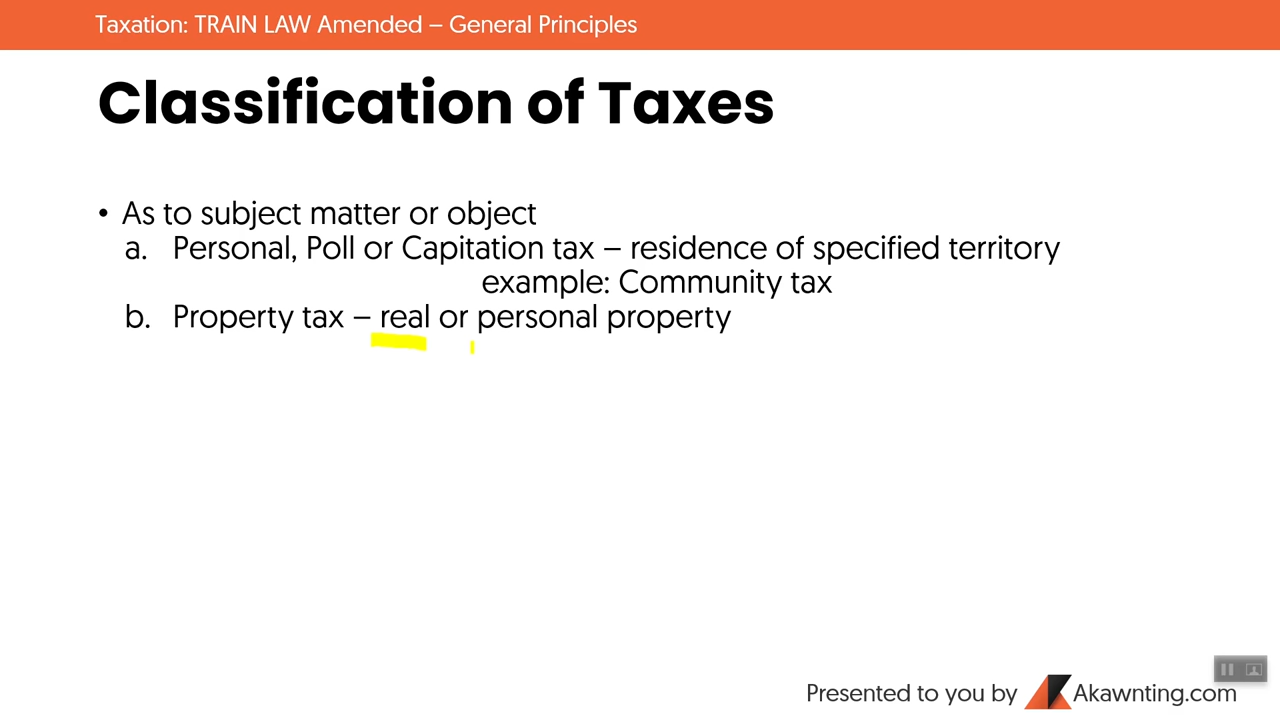 Taxation: TRAIN LAW Amended – General Principles
Classification of Taxes
• As to subject matter or object
a. Personal, Poll or Capitation tax – residence of specified territory
example: Community tax
b. Property tax – real or personal property
Presented to you by Akawnting.com